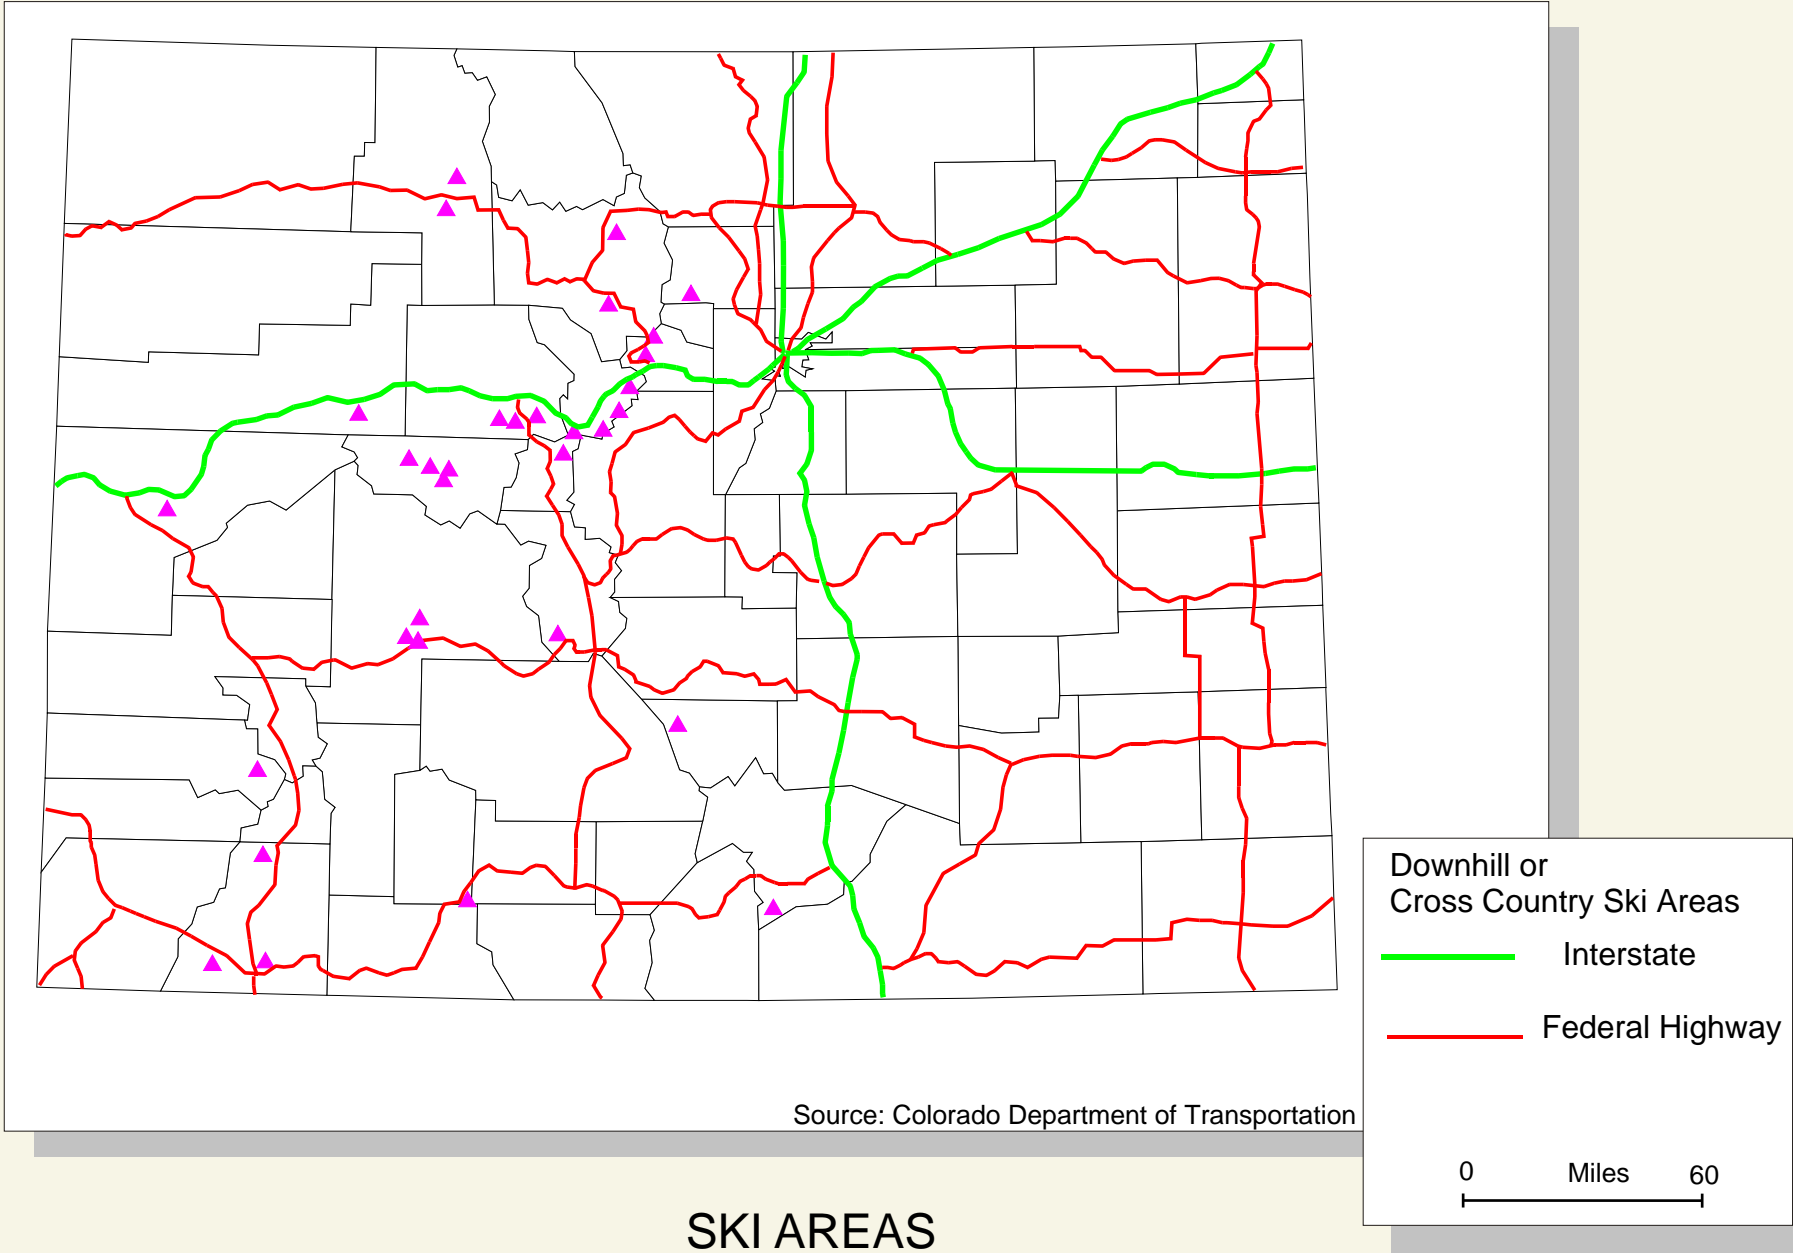 Downhill or
Cross Country Ski Areas
Interstate
Federal Highway
Source: Colorado Department of Transportation
0 Miles 60
SKI AREAS